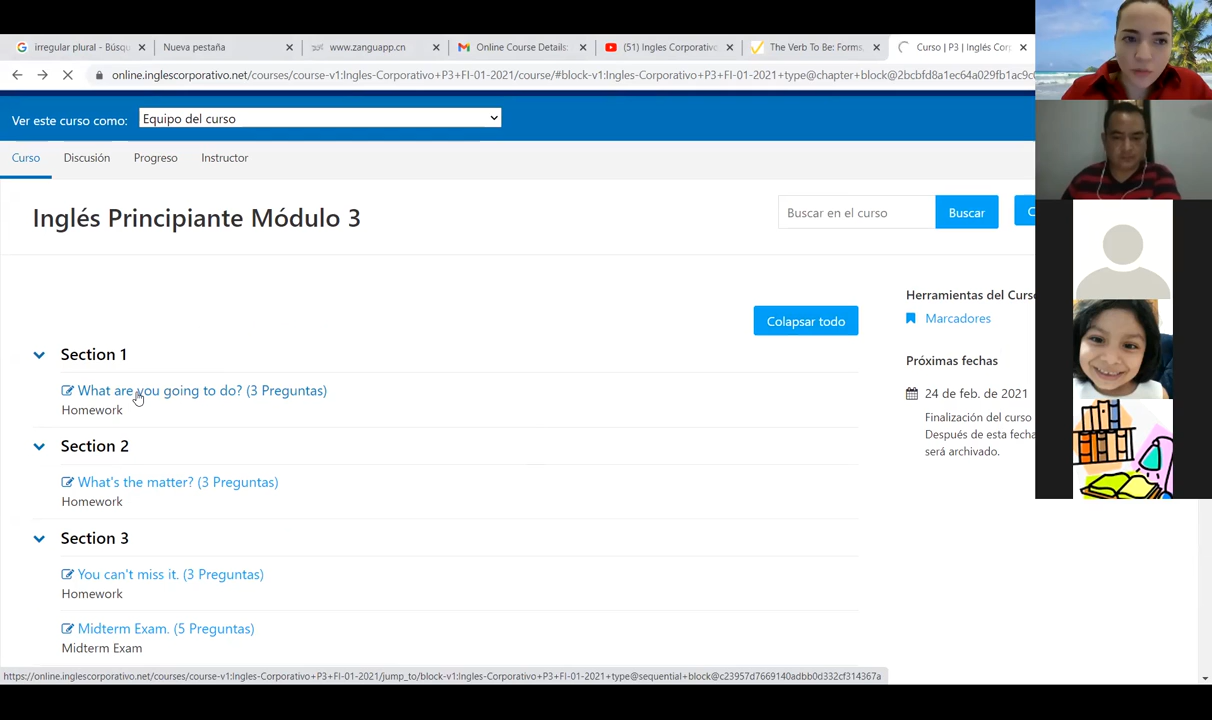 irregular plural - Búsqu
Nueva pestaña
www.zanguapp.cn
Online Course Details:
(51) Ingles Corporativo
The Verb To Be: Forms,
Curso | P3 | Inglés Cor
online.inglescorporativo.net/courses/course-v1:Ingles-Corporativo+P3+FI-01-2021/course/#block-v1:Ingles-Corporativo+P3+FI-01-2021+type@chapter+block@2bcbfd8a1ec64a029fb1ac9c
Ver este curso como:
Equipo del curso
Curso
Discusión
Progreso
Instructor
Inglés Principiante Módulo 3
Buscar en el curso
Buscar
C
Colapsar todo
Herramientas del Curs
Marcadores
Próximas fechas
24 de feb. de 2021
Finalización del curso
Después de esta fecha
será archivado.
Section 1
What are you going to do? (3 Preguntas)
Homework
Section 2
What's the matter? (3 Preguntas)
Homework
Section 3
You can't miss it. (3 Preguntas)
Homework
Midterm Exam. (5 Preguntas)
Midterm Exam
https://online.inglescorporativo.net/courses/course-v1:Ingles-Corporativo+P3+FI-01-2021/jump_to/block-v1:Ingles-Corporativo+P3+FI-01-2021+type@sequential+block@c23957d7669140adbb0d332cf314367a